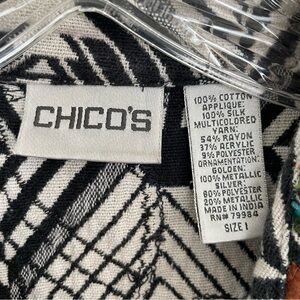 CHICO'S
100% COTTON
APPLIQUE:
100% SILK
MULTICOLORED
YARN:
54% RAYON
37% ACRYLIC
9% POLYESTER
ORNAMENTATION:
GOLDEN:
100% METALLIC
SILVER:
80% POLYESTER
20% METALLIC
MADE IN INDIA
RN# 79984
SIZE 1